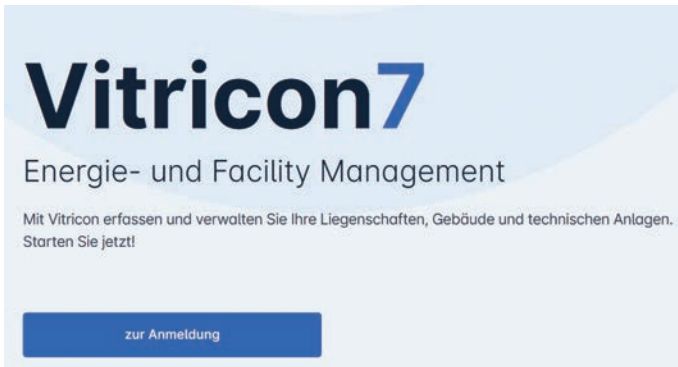 Vitricon7
Energie- und Facility Management
Mit Vitricon erfassen und verwalten Sie Ihre Liegenschaften, Gebäude und technischen Anlagen.
Starten Sie jetzt!
zur Anmeldung